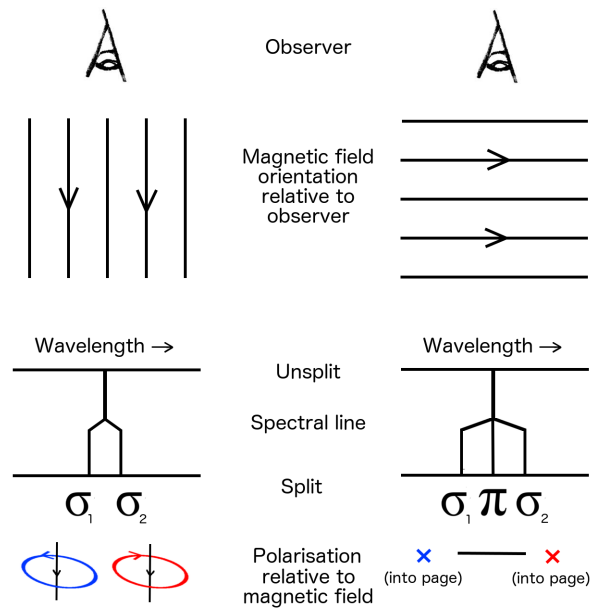 Observer
Magnetic field
orientation
relative to
observer
Wavelength →
Wavelength →
Unsplit
Spectral line
Split
σ₁ σ₂
σ₁ π σ₂
Polarisation
relative to
magnetic field
(into page)
(into page)